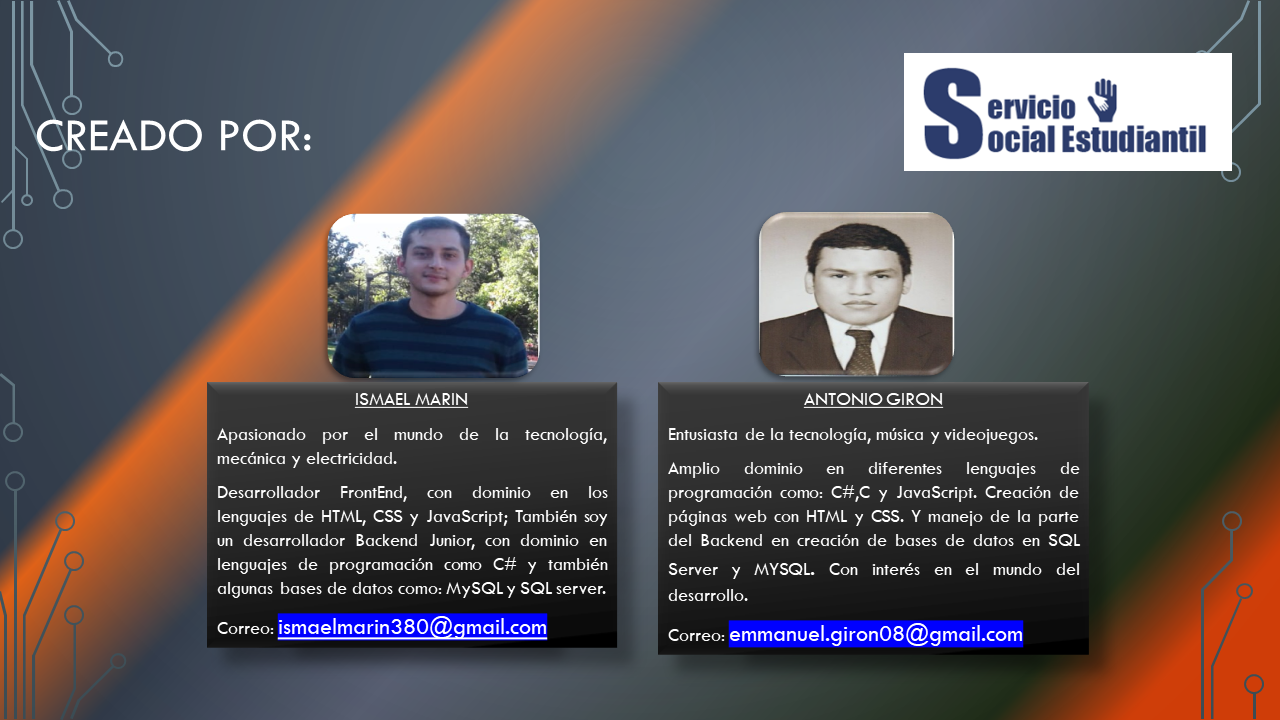 CREADO POR:
Servicio
Social Estudiantil
ISMAEL MARIN
Apasionado por el mundo de la tecnología,
mecánica y electricidad.
Desarrollador FrontEnd, con dominio en los
lenguajes de HTML, CSS y JavaScript; También soy
un desarrollador Backend Junior, con dominio en
lenguajes de programación como C# y también
algunas bases de datos como: MySQL y SQL server.
Correo: ismaelmarin380@gmail.com
ANTONIO GIRON
Entusiasta de la tecnología, música y videojuegos.
Amplio dominio en diferentes lenguajes de
programación como: C#,C y JavaScript. Creación de
páginas web con HTML y CSS. Y manejo de la parte
del Backend en creación de bases de datos en SQL
Server y MYSQL. Con interés en el mundo del
desarrollo.
Correo: emmanuel.giron08@gmail.com